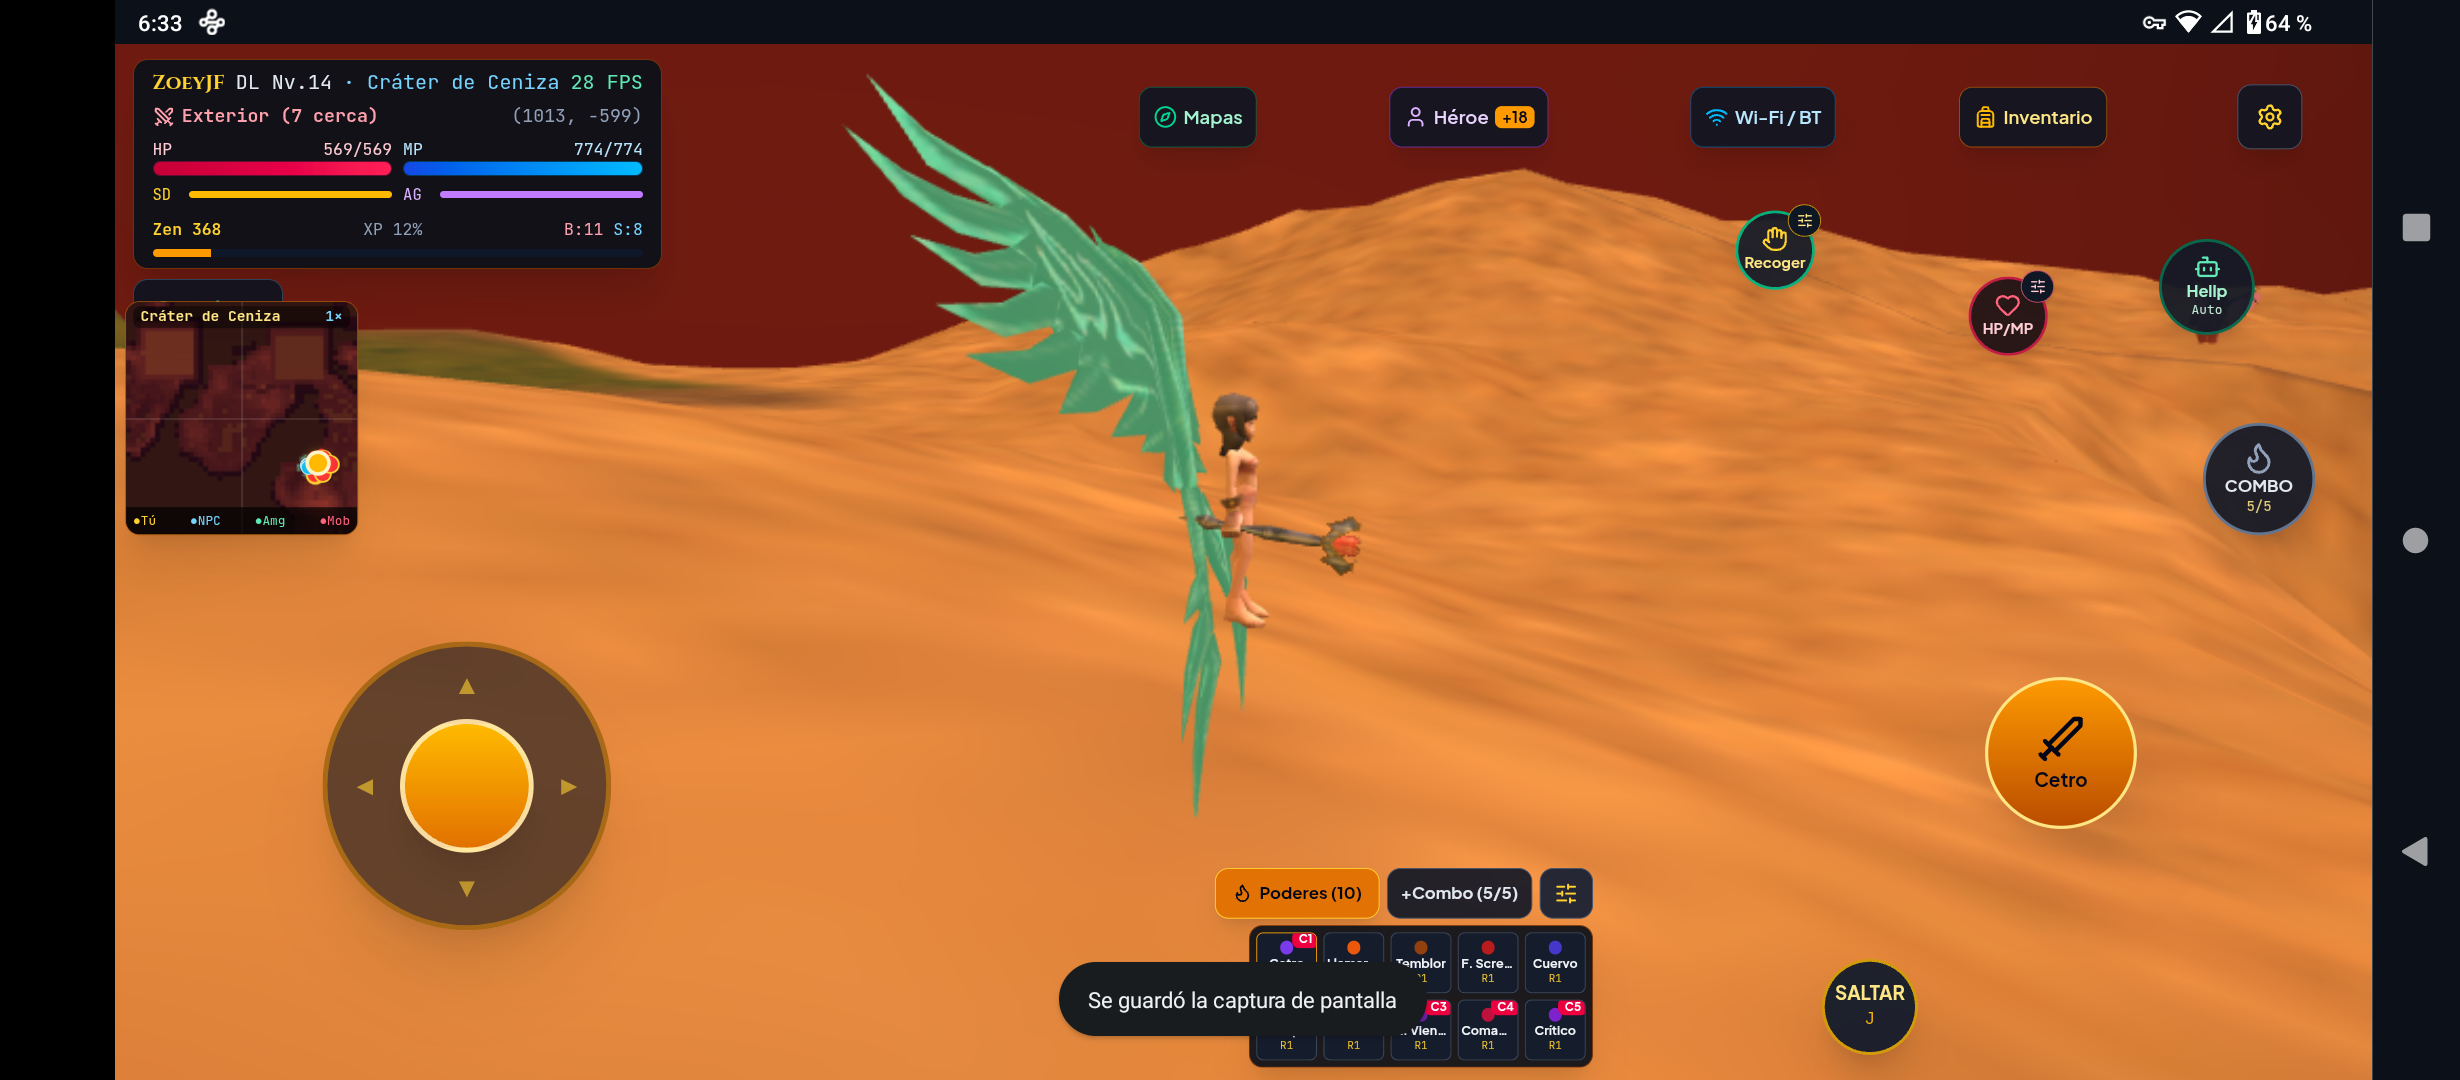 6:33
64 %
ZOEYJF DL Nv.14 · Cráter de Ceniza 28 FPS
Exterior (7 cerca) (1013, -599)
HP 569/569 MP 774/774
SD AG
Zen 368 XP 12% B:11 S:8
Mapas
Héroe +18
Wi-Fi / BT
Inventario
Cráter de Ceniza 1×
Tú NPC Amg Mob
Recoger
HP/MP
Hellp
Auto
COMBO
5/5
Cetro
Poderes (10)
+Combo (5/5)
C1
Temblor
F. Scre...
R1
Cuervo
R1
Se guardó la captura de pantalla
R1
R1
C3
R1
C4
Coma...
R1
C5
Crítico
R1
SALTAR
J